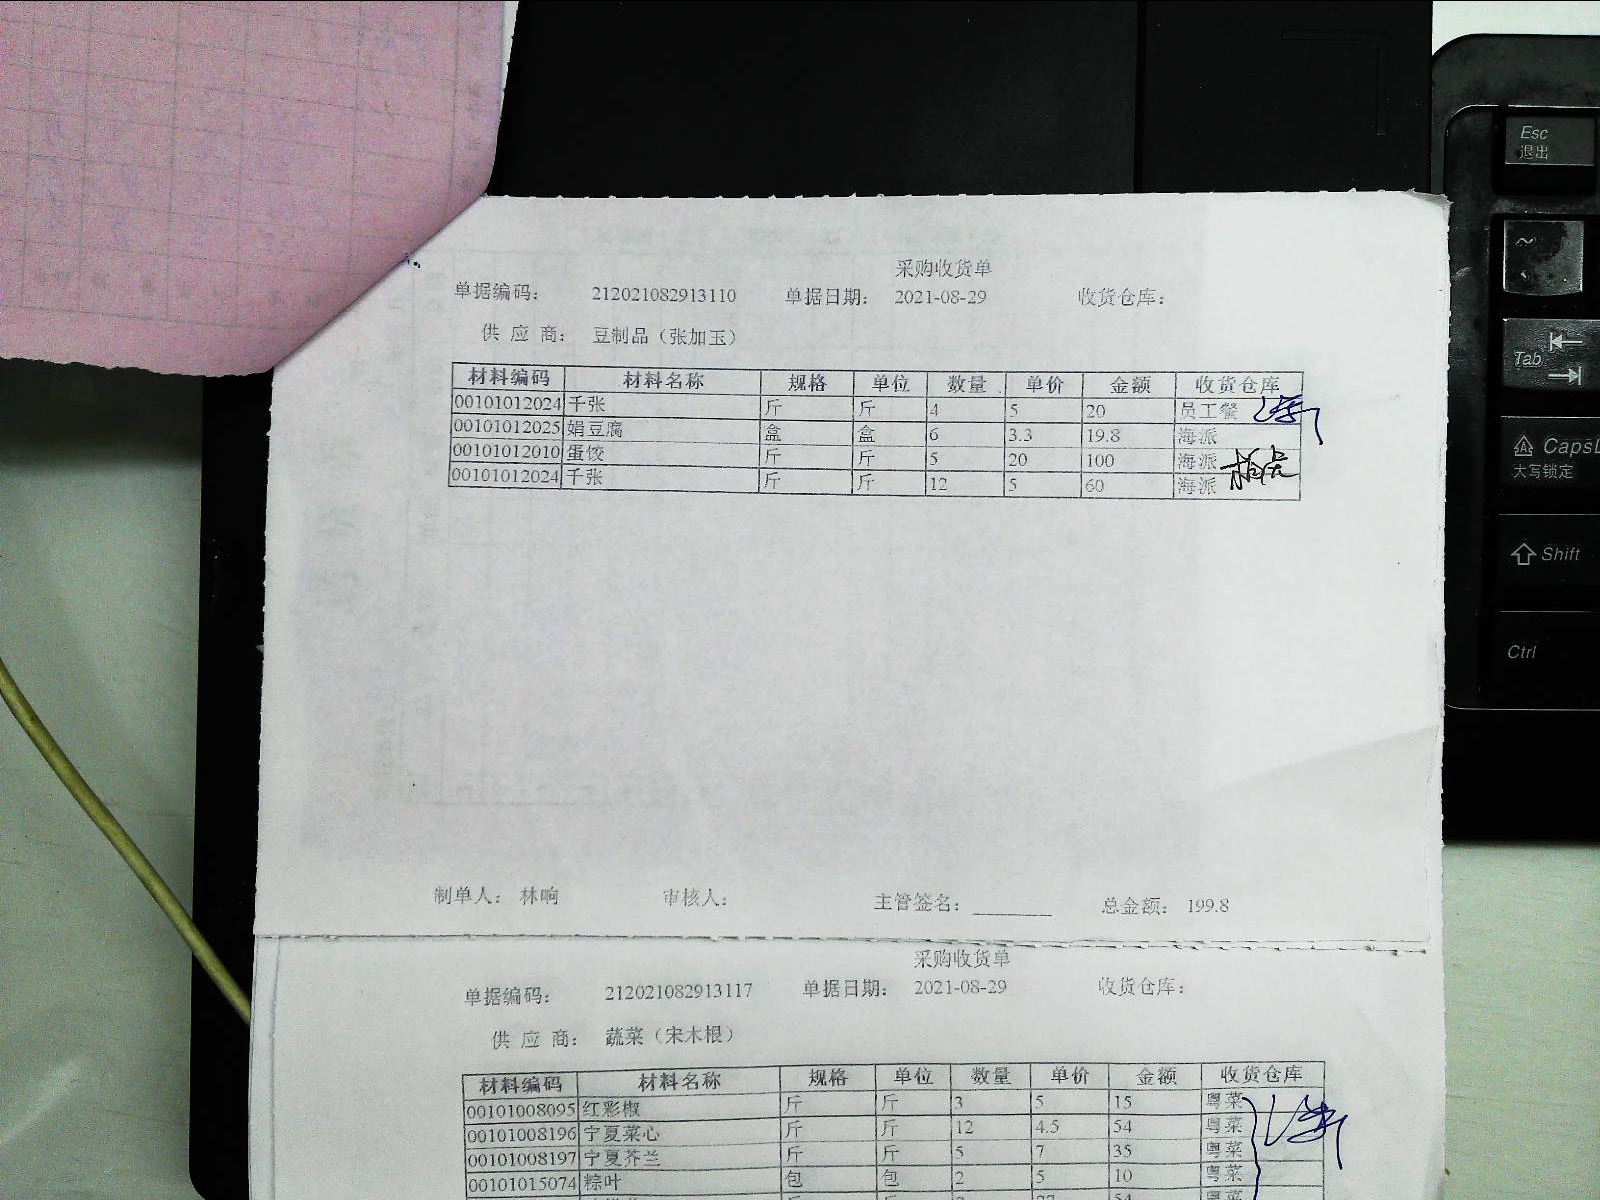 采购收货单
单据编码： 212021082913110 单据日期： 2021-08-29 收货仓库：
供 应 商： 豆制品（张加玉）
材料编码 材料名称 规格 单位 数量 单价 金额 收货仓库
00101012024 千张 斤 斤 4 5 20 员工餐
00101012025 娟豆腐 盒 盒 6 3.3 19.8 海派
00101012010 蛋饺 斤 斤 5 20 100 海派
00101012024 千张 斤 斤 12 5 60 海派
制单人： 林响 审核人： 主管签名：________ 总金额： 199.8
采购收货单
单据编码： 212021082913117 单据日期： 2021-08-29 收货仓库：
供 应 商： 蔬菜（宋木根）
材料编码 材料名称 规格 单位 数量 单价 金额 收货仓库
00101008095 红彩椒 斤 斤 3 5 15 粤菜
00101008196 宁夏菜心 斤 斤 12 4.5 54 粤菜
00101008197 宁夏芥兰 斤 斤 5 7 35 粤菜
00101015074 粽叶 包 包 2 5 10 粤菜
Esc
退出
~
Tab
CapsL
大写锁定
Shift
Ctrl